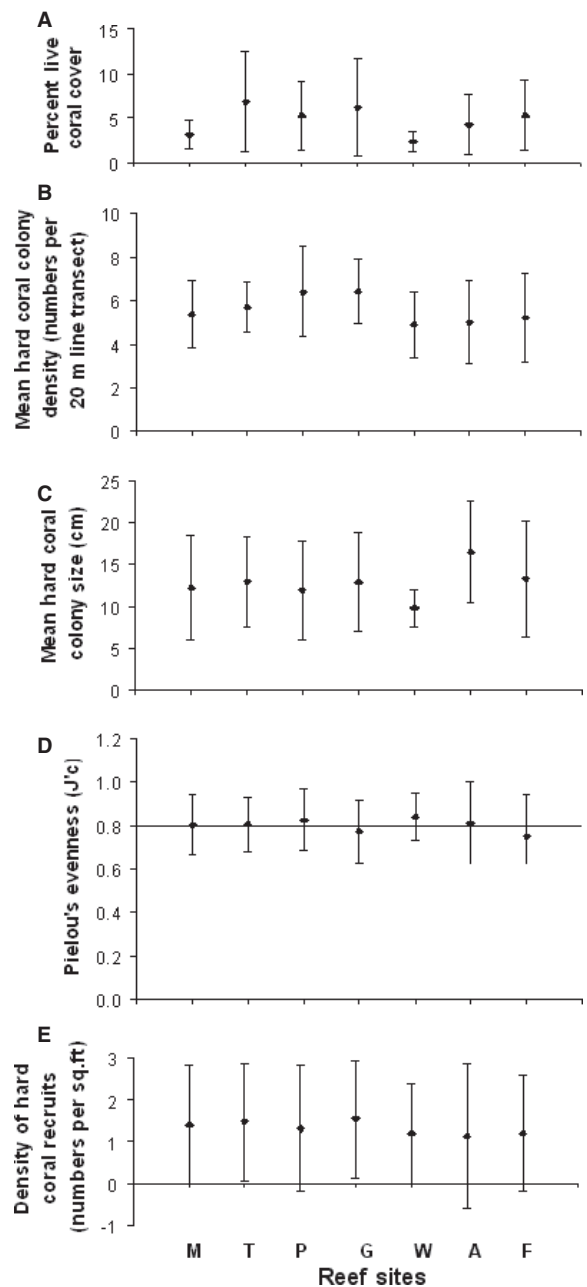 A
Percent live
coral cover
15
10
5
0
B
Mean hard coral colony
density (numbers per
20 m line transect)
10
8
6
4
2
0
C
Mean hard coral
colony size (cm)
25
20
15
10
5
0
D
Pielou's evenness (J'c)
1.2
1.0
0.8
0.6
0.4
0.2
0.0
E
Density of hard
coral recruits
(numbers per sq.ft)
3
2
1
0
-1
M T P G W A F
Reef sites